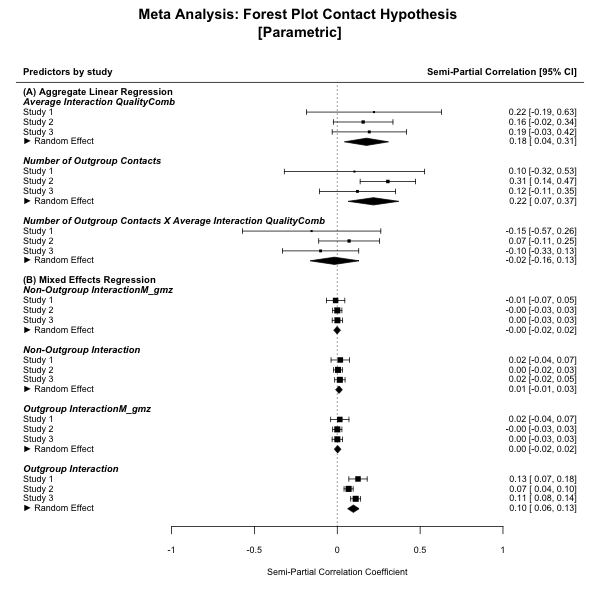 Meta Analysis: Forest Plot Contact Hypothesis
[Parametric]
Predictors by study Semi-Partial Correlation [95% CI]
(A) Aggregate Linear Regression
Average Interaction QualityComb
Study 1 0.22 [-0.19, 0.63]
Study 2 0.16 [-0.02, 0.34]
Study 3 0.19 [-0.03, 0.42]
► Random Effect 0.18 [ 0.04, 0.31]
Number of Outgroup Contacts
Study 1 0.10 [-0.32, 0.53]
Study 2 0.31 [ 0.14, 0.47]
Study 3 0.12 [-0.11, 0.35]
► Random Effect 0.22 [ 0.07, 0.37]
Number of Outgroup Contacts X Average Interaction QualityComb
Study 1 -0.15 [-0.57, 0.26]
Study 2 0.07 [-0.11, 0.25]
Study 3 -0.10 [-0.33, 0.13]
► Random Effect -0.02 [-0.16, 0.13]
(B) Mixed Effects Regression
Non-Outgroup InteractionM_gmz
Study 1 -0.01 [-0.07, 0.05]
Study 2 -0.00 [-0.03, 0.03]
Study 3 0.00 [-0.03, 0.03]
► Random Effect -0.00 [-0.02, 0.02]
Non-Outgroup Interaction
Study 1 0.02 [-0.04, 0.07]
Study 2 0.00 [-0.02, 0.03]
Study 3 0.02 [-0.02, 0.05]
► Random Effect 0.01 [-0.01, 0.03]
Outgroup InteractionM_gmz
Study 1 0.02 [-0.04, 0.07]
Study 2 -0.00 [-0.03, 0.03]
Study 3 0.00 [-0.03, 0.03]
► Random Effect 0.00 [-0.02, 0.02]
Outgroup Interaction
Study 1 0.13 [ 0.07, 0.18]
Study 2 0.07 [ 0.04, 0.10]
Study 3 0.11 [ 0.08, 0.14]
► Random Effect 0.10 [ 0.06, 0.13]
-1 -0.5 0 0.5 1
Semi-Partial Correlation Coefficient